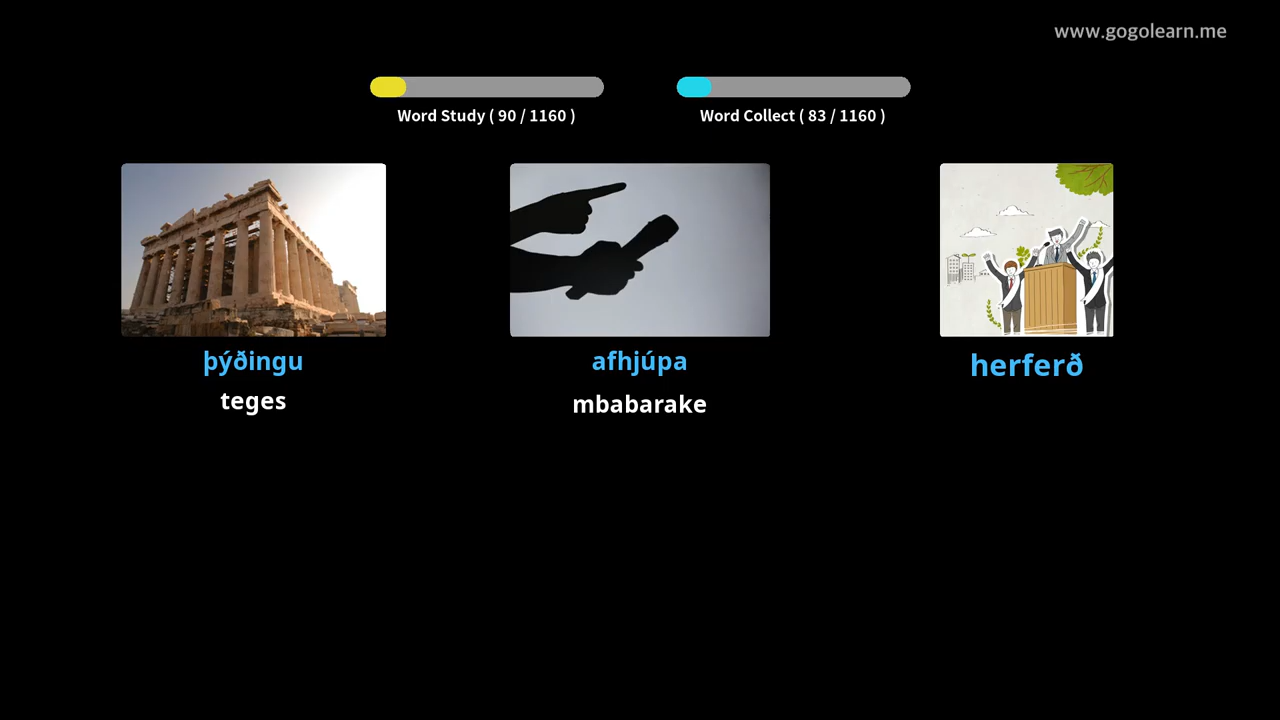 www.gogolearn.me
Word Study ( 90 / 1160 )
Word Collect ( 83 / 1160 )
þýðingu
teges
afhjúpa
mbabarake
herferð